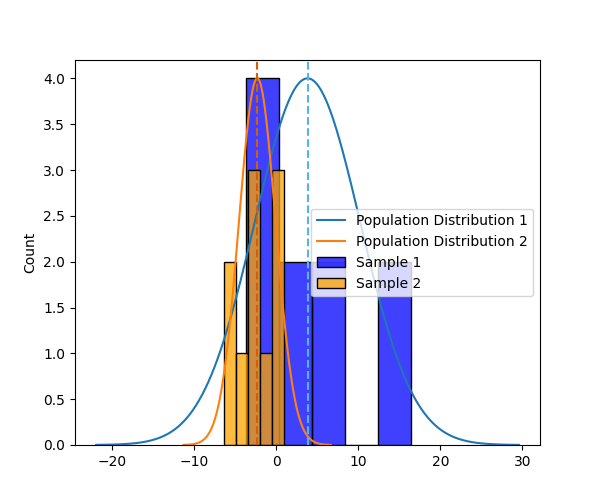 4.0
3.5
3.0
2.5
2.0
1.5
1.0
0.5
0.0
Count
Population Distribution 1
Population Distribution 2
Sample 1
Sample 2
−20 −10 0 10 20 30